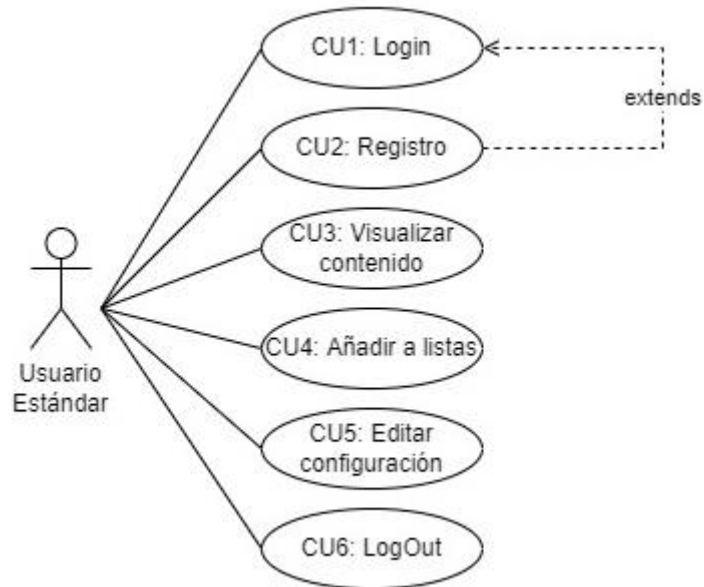 CU1: Login
extends
CU2: Registro
CU3: Visualizar
contenido
CU4: Añadir a listas
Usuario
Estándar
CU5: Editar
configuración
CU6: LogOut